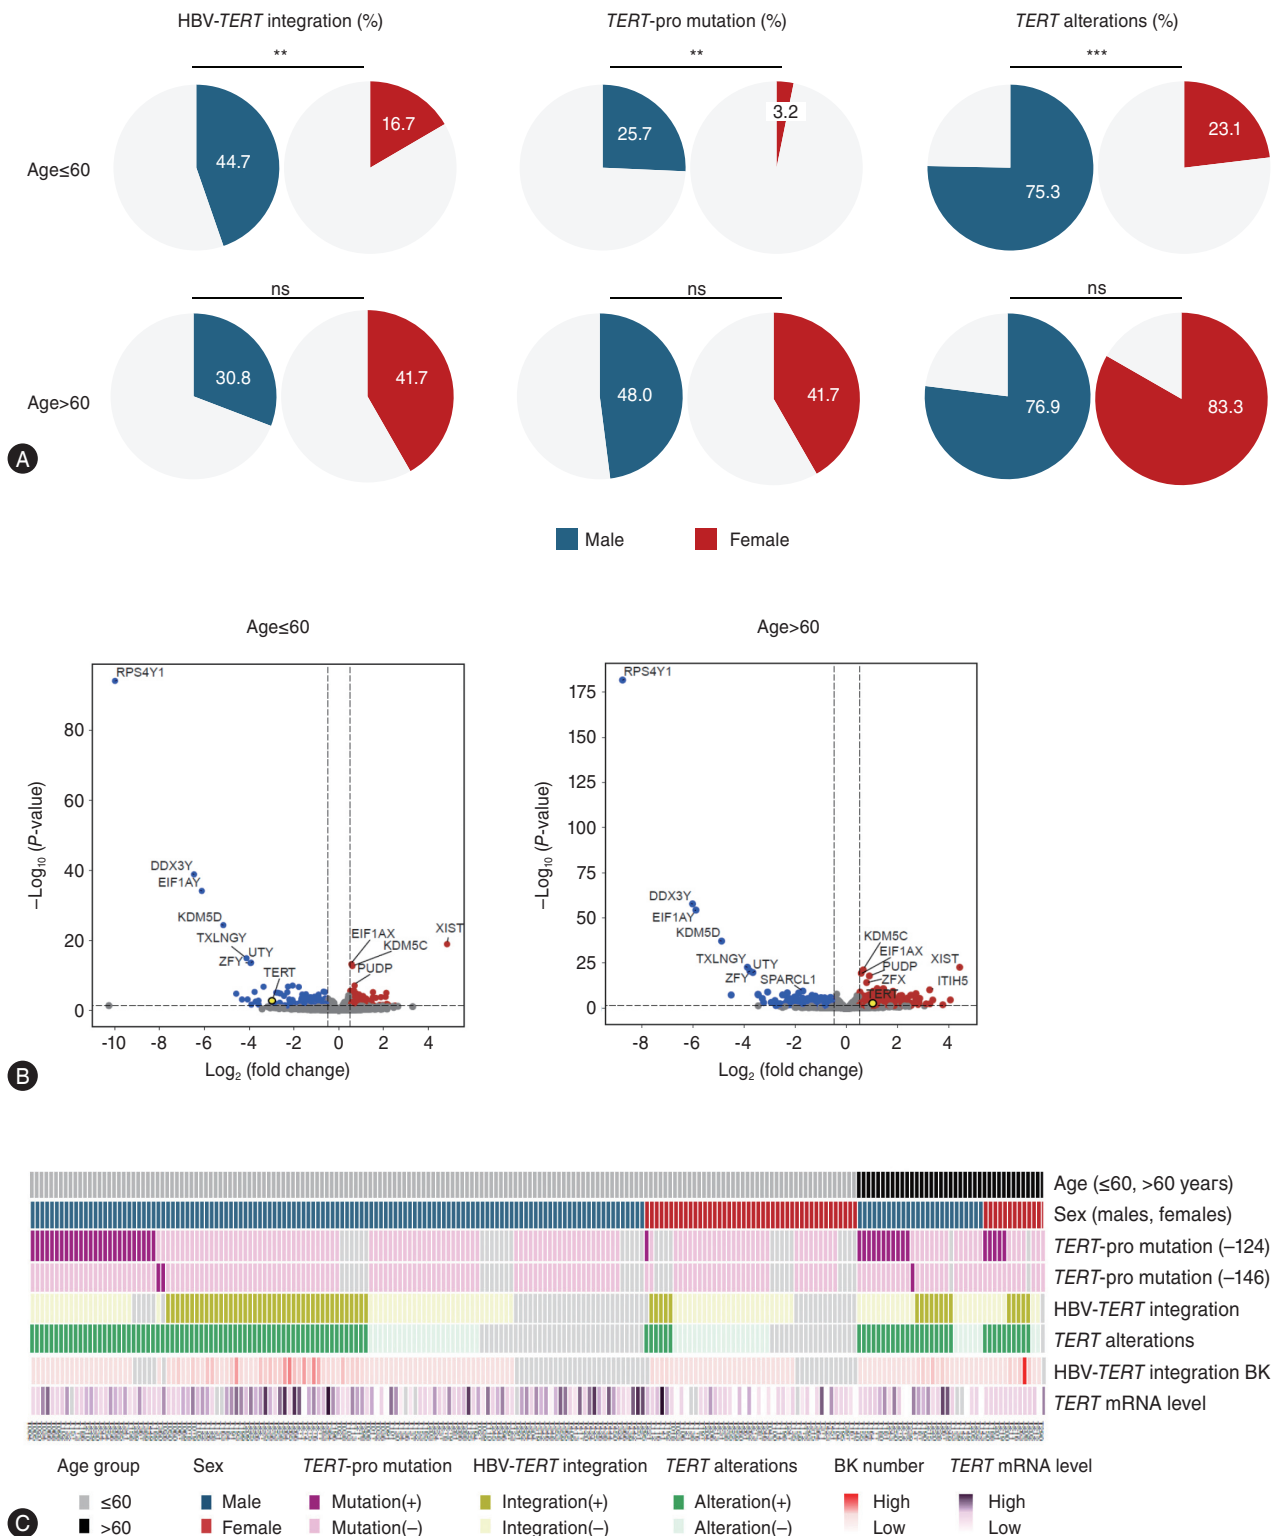 HBV-TERT integration (%)
TERT-pro mutation (%)
TERT alterations (%)
**
**
***
Age≤60
44.7
16.7
25.7
3.2
75.3
23.1
ns
ns
ns
Age>60
30.8
41.7
48.0
41.7
76.9
83.3
A
Male
Female
Age≤60
–Log10 (P-value)
80
60
40
20
0
RPS4Y1
DDX3Y
EIF1AY
KDM5D
TXLNGY
UTY
ZFY
TERT
EIF1AX
KDM5C
PUDP
XIST
-10
-8
-6
-4
-2
0
2
4
Log2 (fold change)
Age>60
–Log10 (P-value)
175
150
125
100
75
50
25
0
RPS4Y1
DDX3Y
EIF1AY
KDM5D
TXLNGY
UTY
ZFY
SPARCL1
KDM5C
EIF1AX
PUDP
ZFX
TERT
XIST
ITIH5
-8
-6
-4
-2
0
2
4
Log2 (fold change)
B
Age (≤60, >60 years)
Sex (males, females)
TERT-pro mutation (–124)
TERT-pro mutation (–146)
HBV-TERT integration
TERT alterations
HBV-TERT integration BK
TERT mRNA level
Age group
≤60
>60
Sex
Male
Female
TERT-pro mutation
Mutation(+)
Mutation(–)
HBV-TERT integration
Integration(+)
Integration(–)
TERT alterations
Alteration(+)
Alteration(–)
BK number
High
Low
TERT mRNA level
High
Low
C